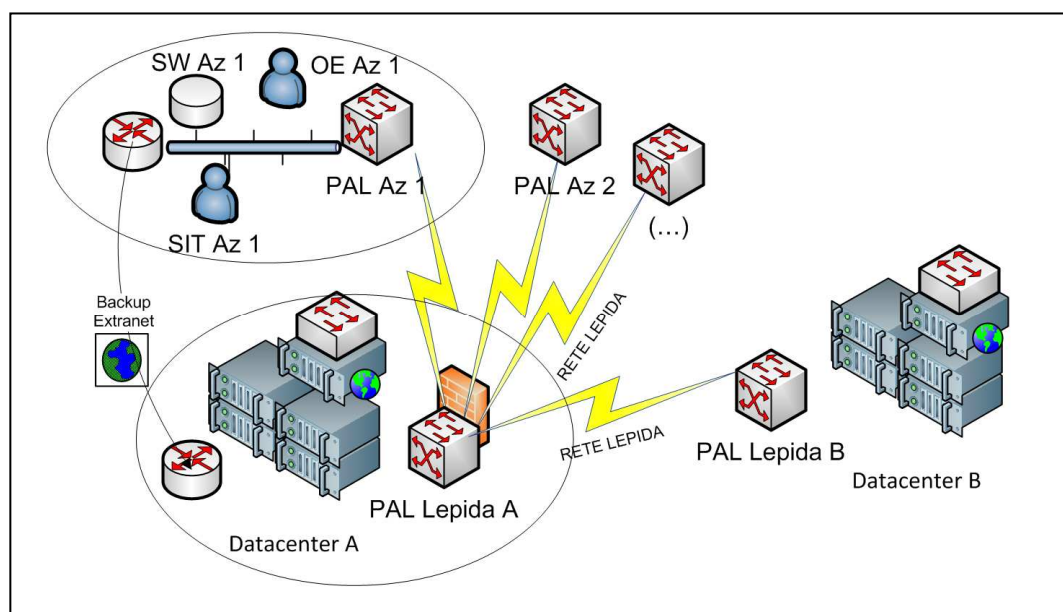 SW Az 1
OE Az 1
PAL Az 1
SIT Az 1
PAL Az 2
(...)
Backup
Extranet
RETE LEPIDA
RETE LEPIDA
PAL Lepida A
Datacenter A
PAL Lepida B
Datacenter B